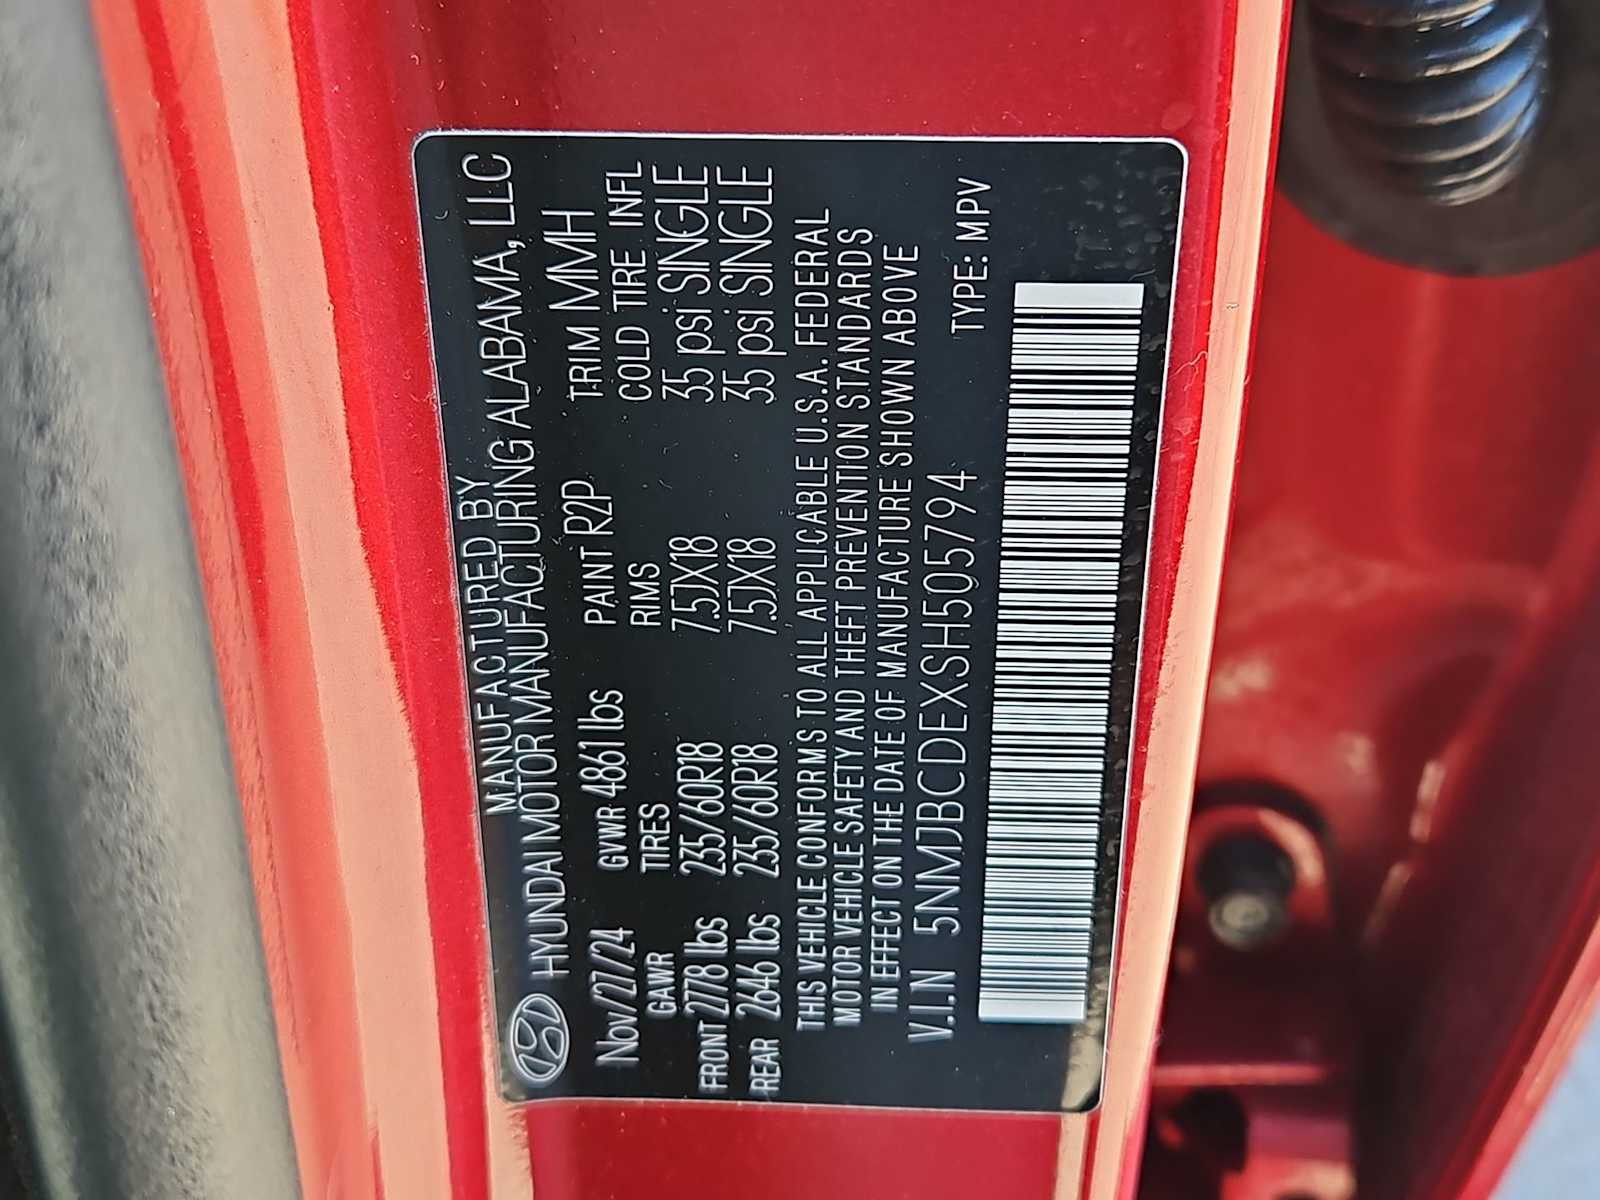 MANUFACTURED BY
HYUNDAI MOTOR MANUFACTURING ALABAMA, LLC
Nov/27/24 GVWR 4861 lbs PAINT R2P TRIM MMH
GAWR TIRES RIMS COLD TIRE INFL
FRONT 2778 lbs 235/60R18 7.5JX18 35 psi SINGLE
REAR 2646 lbs 235/60R18 7.5JX18 35 psi SINGLE
THIS VEHICLE CONFORMS TO ALL APPLICABLE U.S.A. FEDERAL
MOTOR VEHICLE SAFETY AND THEFT PREVENTION STANDARDS
IN EFFECT ON THE DATE OF MANUFACTURE SHOWN ABOVE
V.I.N 5NMJBCDEXSH505794 TYPE: MPV